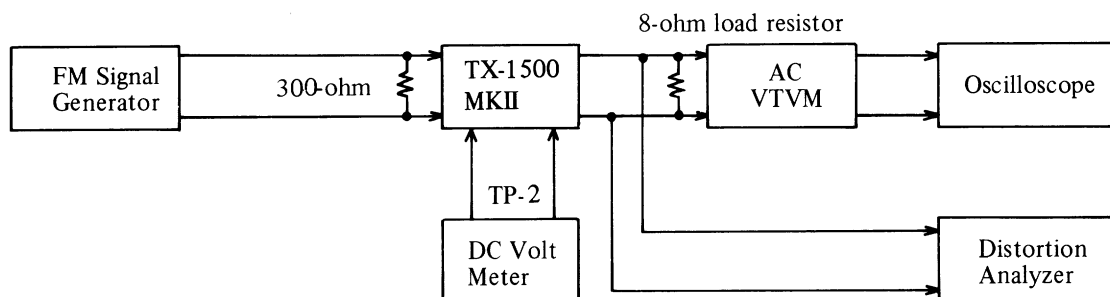 8-ohm load resistor
FM Signal
Generator
300-ohm
TX-1500
MKII
AC
VTVM
Oscilloscope
TP-2
DC Volt
Meter
Distortion
Analyzer